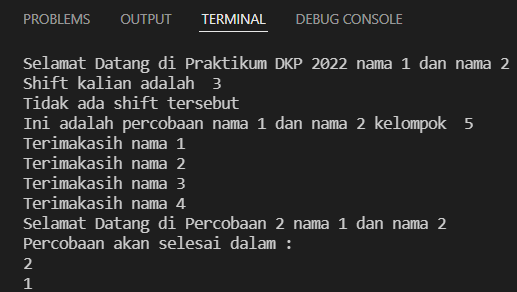 PROBLEMS OUTPUT TERMINAL DEBUG CONSOLE
Selamat Datang di Praktikum DKP 2022 nama 1 dan nama 2
Shift kalian adalah  3
Tidak ada shift tersebut
Ini adalah percobaan nama 1 dan nama 2 kelompok  5
Terimakasih nama 1
Terimakasih nama 2
Terimakasih nama 3
Terimakasih nama 4
Selamat Datang di Percobaan 2 nama 1 dan nama 2
Percobaan akan selesai dalam :
2
1